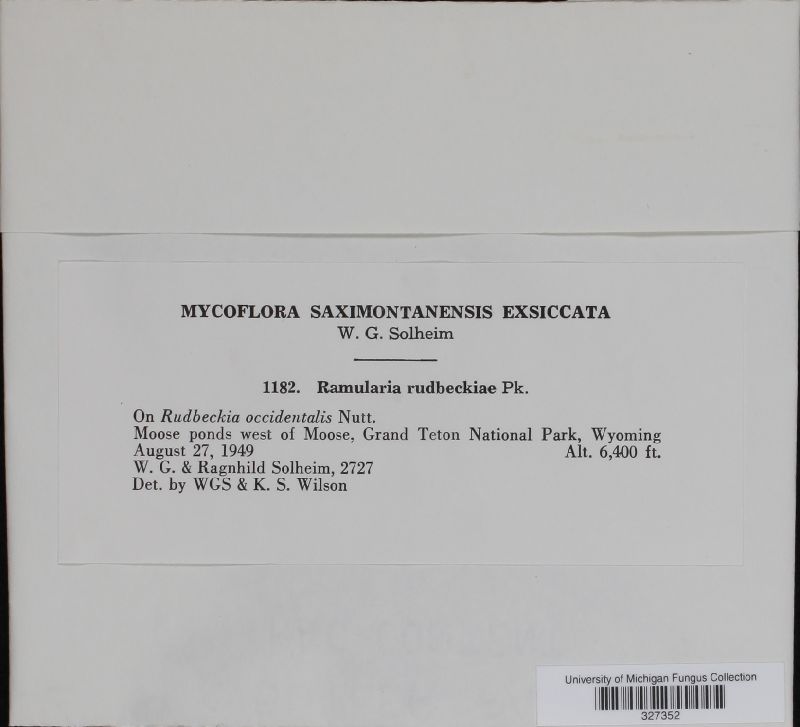 MYCOFLORA SAXIMONTANENSIS EXSICCATA
W. G. Solheim
1182. Ramularia rudbeckiae Pk.
On Rudbeckia occidentalis Nutt.
Moose ponds west of Moose, Grand Teton National Park, Wyoming
August 27, 1949 Alt. 6,400 ft.
W. G. & Ragnhild Solheim, 2727
Det. by WGS & K. S. Wilson
University of Michigan Fungus Collection
327352